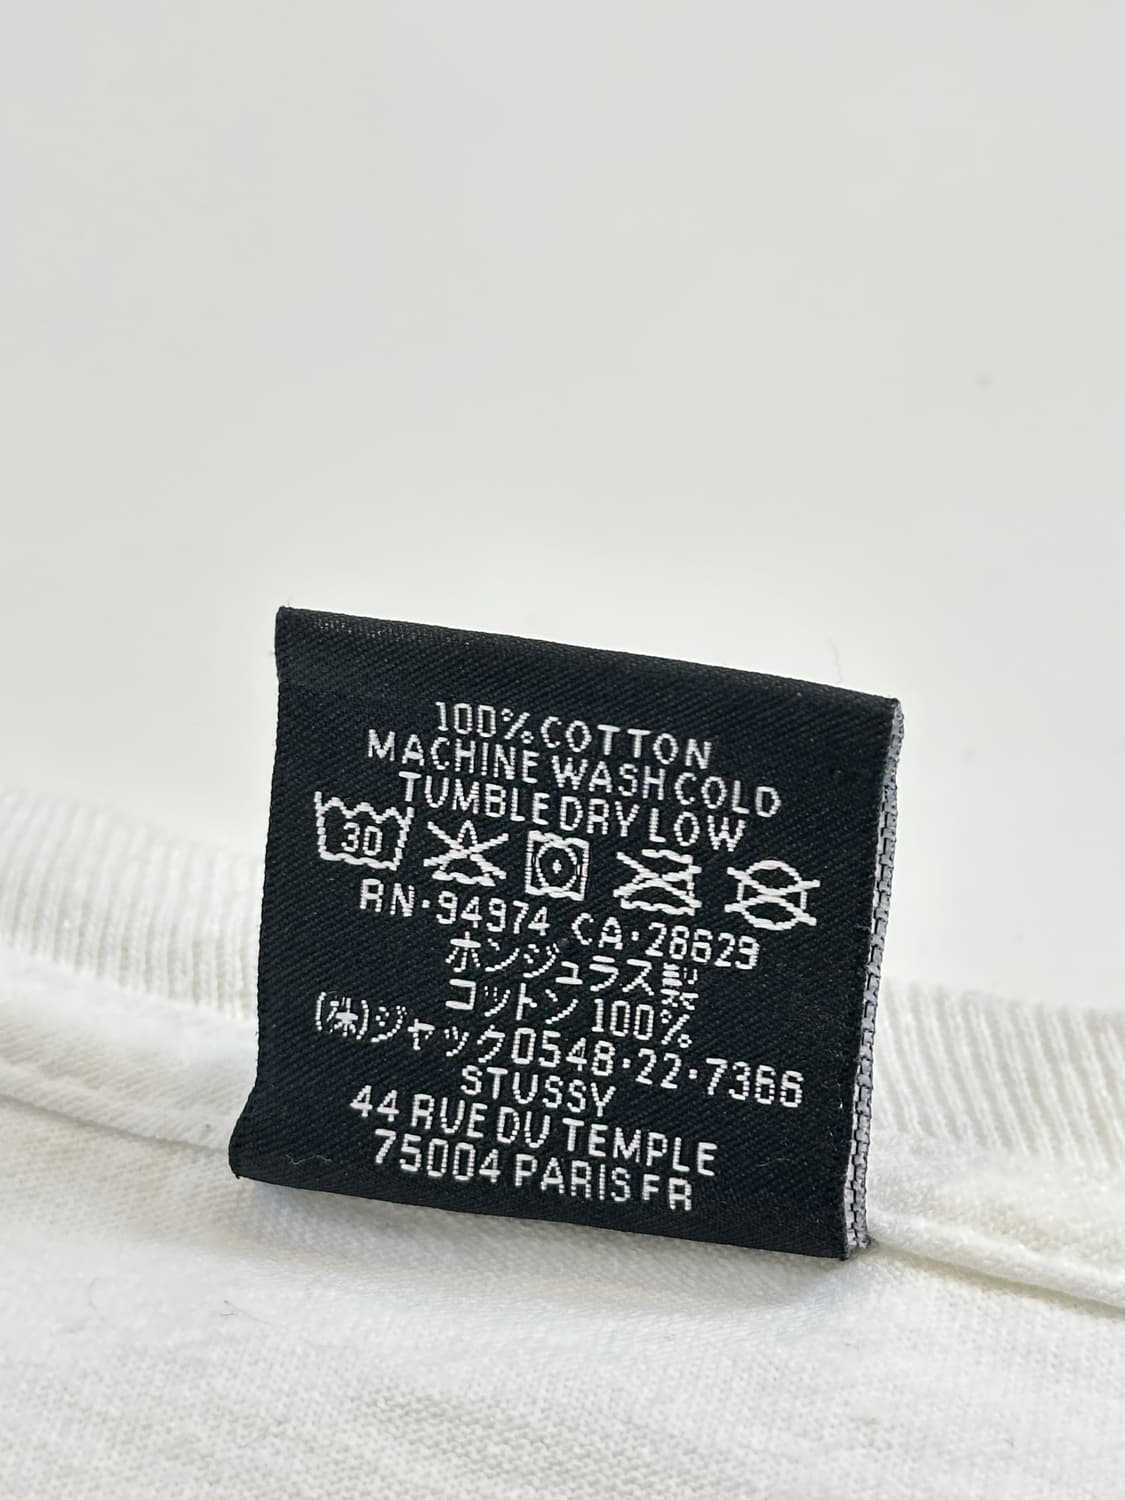 100% COTTON
MACHINE WASH COLD
TUMBLE DRY LOW
30
RN·94974 CA·28629
ホンジュラス製
コットン 100%
(株)ジャック0548·22·7366
STUSSY
44 RUE DU TEMPLE
75004 PARIS FR